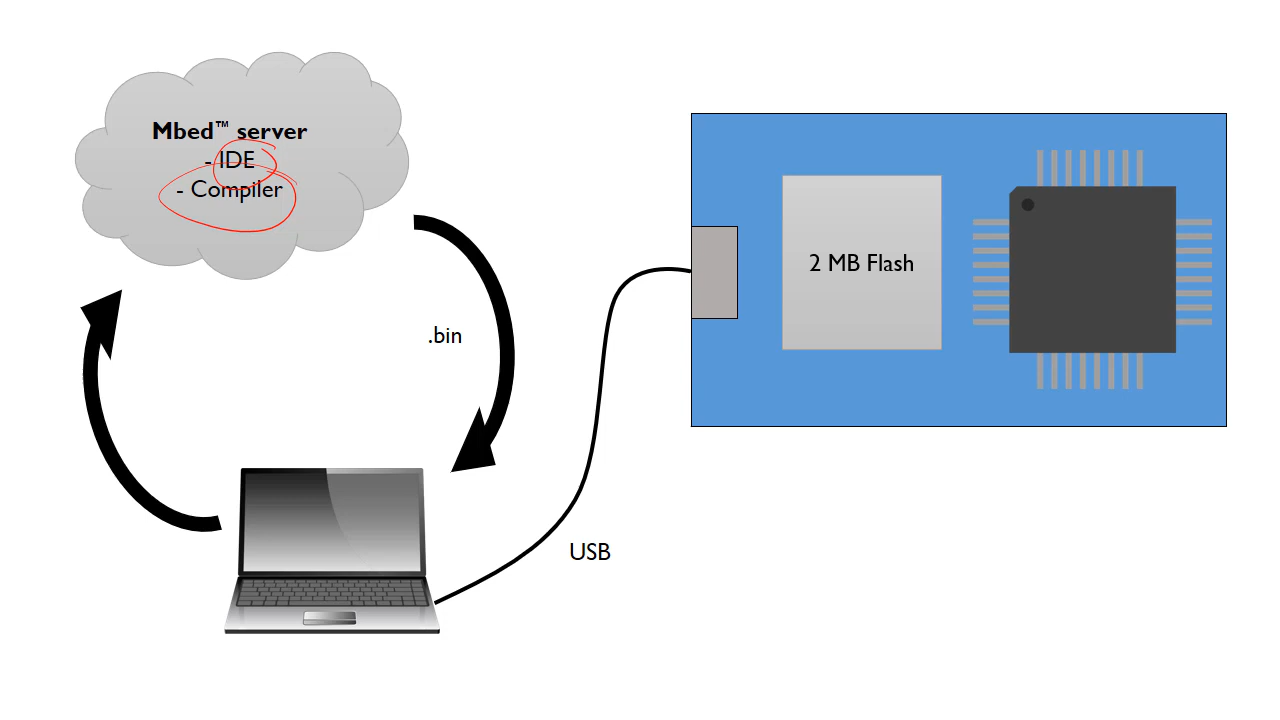 Mbed™ server
- IDE
- Compiler
.bin
2 MB Flash
USB